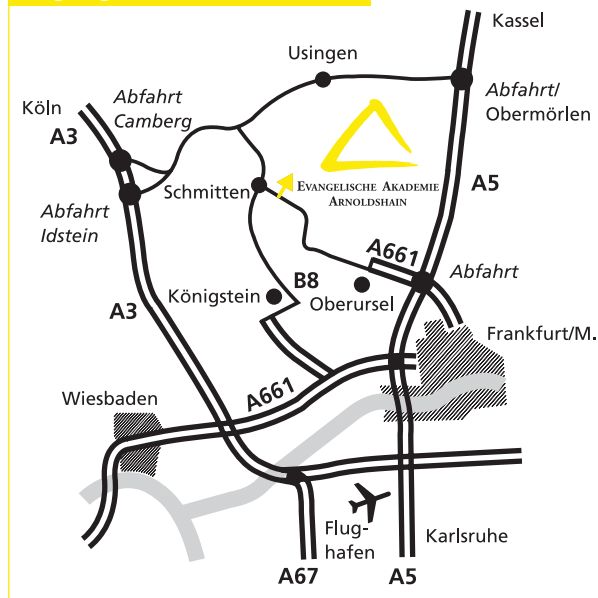 Kassel
Usingen
Abfahrt
Camberg
Köln
A3
Abfahrt/
Obermörlen
A5
Schmitten
EVANGELISCHE AKADEMIE
ARNOLDSHAIN
Abfahrt
Idstein
A661
Abfahrt
B8
Königstein
Oberursel
A3
Frankfurt/M.
A661
Wiesbaden
Flug-
hafen
Karlsruhe
A67
A5